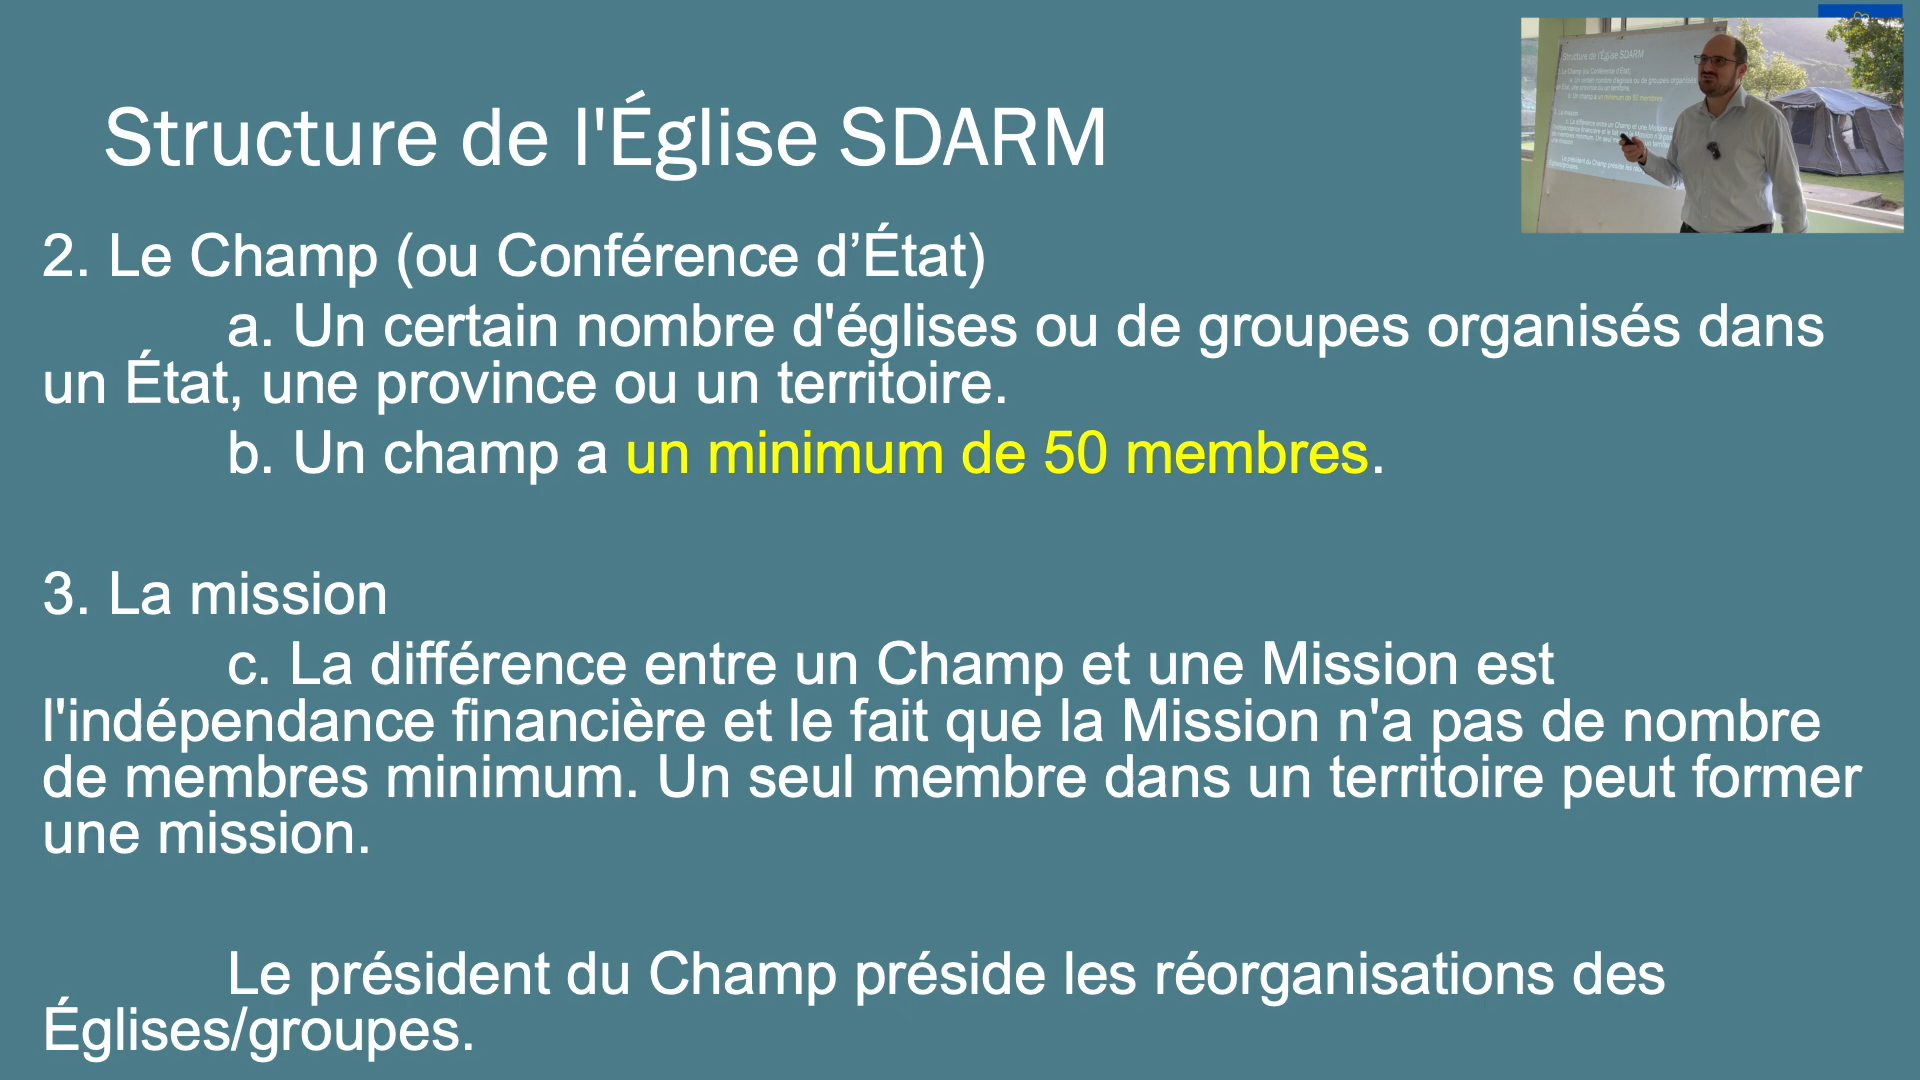 Structure de l'Église SDARM
2. Le Champ (ou Conférence d’État)
a. Un certain nombre d'églises ou de groupes organisés dans
un État, une province ou un territoire.
b. Un champ a un minimum de 50 membres.
3. La mission
c. La différence entre un Champ et une Mission est
l'indépendance financière et le fait que la Mission n'a pas de nombre
de membres minimum. Un seul membre dans un territoire peut former
une mission.
Le président du Champ préside les réorganisations des
Églises/groupes.
Structure de l'Église SDARM